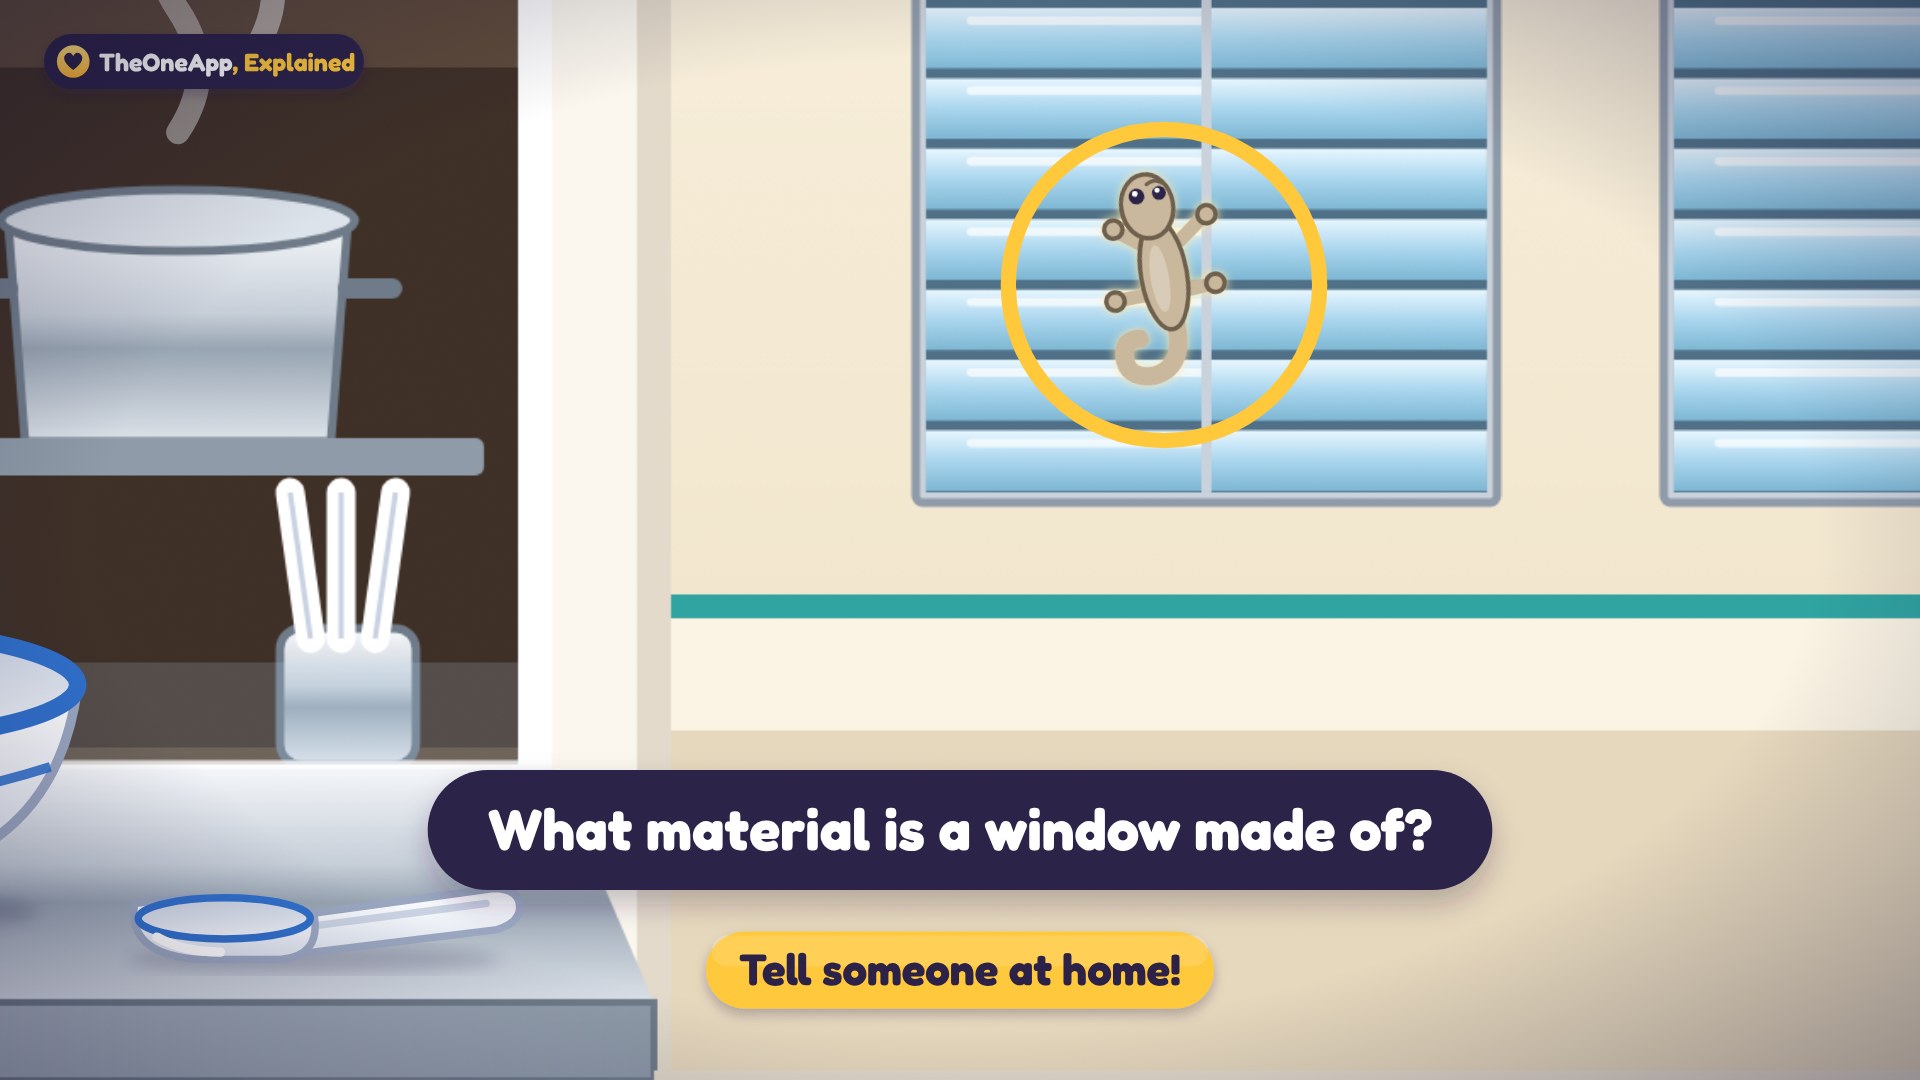 TheOneApp, Explained
What material is a window made of?
Tell someone at home!